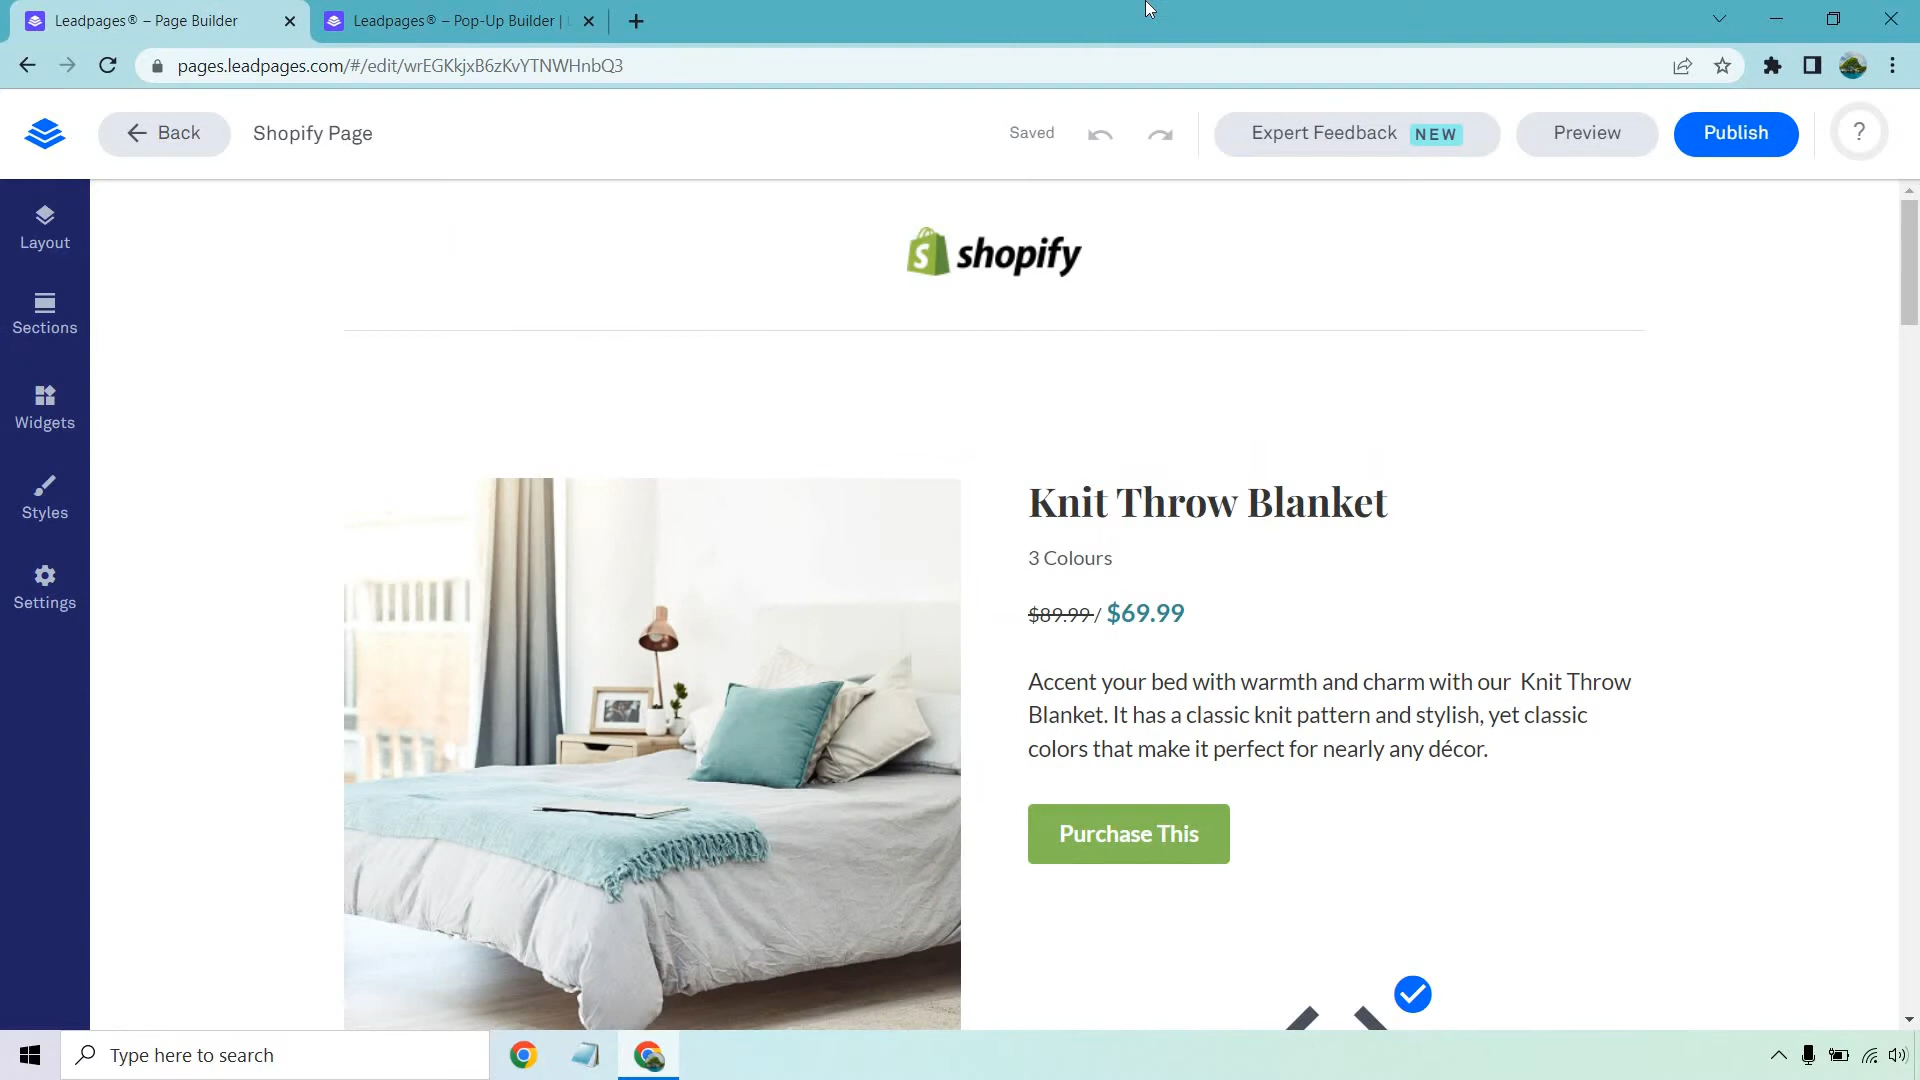 Leadpages® – Page Builder
Leadpages® – Pop-Up Builder |
pages.leadpages.com/#/edit/wrEGKkjxB6zKvYTNWHnbQ3
Back
Shopify Page
Saved
Expert Feedback NEW
Preview
Publish
?
Layout
Sections
Widgets
Styles
Settings
shopify
Knit Throw Blanket
3 Colours
$89.99 / $69.99
Accent your bed with warmth and charm with our  Knit Throw
Blanket. It has a classic knit pattern and stylish, yet classic
colors that make it perfect for nearly any décor.
Purchase This
Type here to search